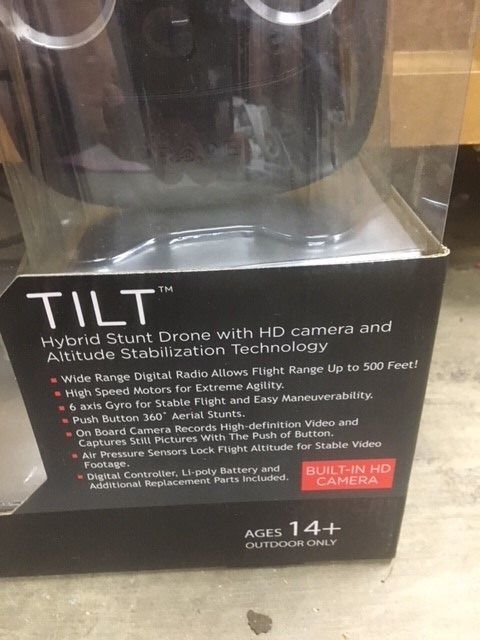 TILT™
Hybrid Stunt Drone with HD camera and
Altitude Stabilization Technology
▪ Wide Range Digital Radio Allows Flight Range Up to 500 Feet!
▪ High Speed Motors for Extreme Agility.
▪ 6 axis Gyro for Stable Flight and Easy Maneuverability.
▪ Push Button 360° Aerial Stunts.
▪ On Board Camera Records High-definition Video and
Captures Still Pictures With The Push of Button.
▪ Air Pressure Sensors Lock Flight Altitude for Stable Video
Footage.
▪ Digital Controller, Li-poly Battery and
Additional Replacement Parts Included.
BUILT-IN HD
CAMERA
AGES 14+
OUTDOOR ONLY